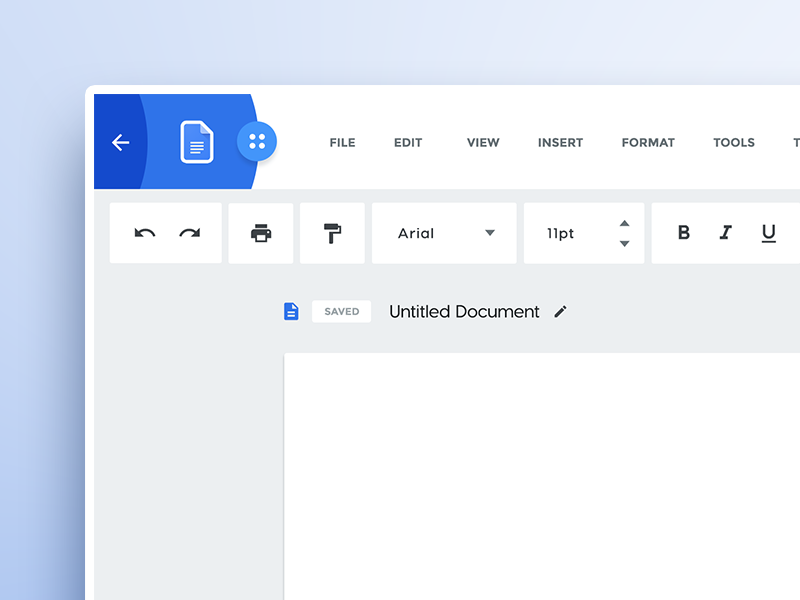 FILE EDIT VIEW INSERT FORMAT TOOLS T
Arial 11pt B I U
SAVED Untitled Document